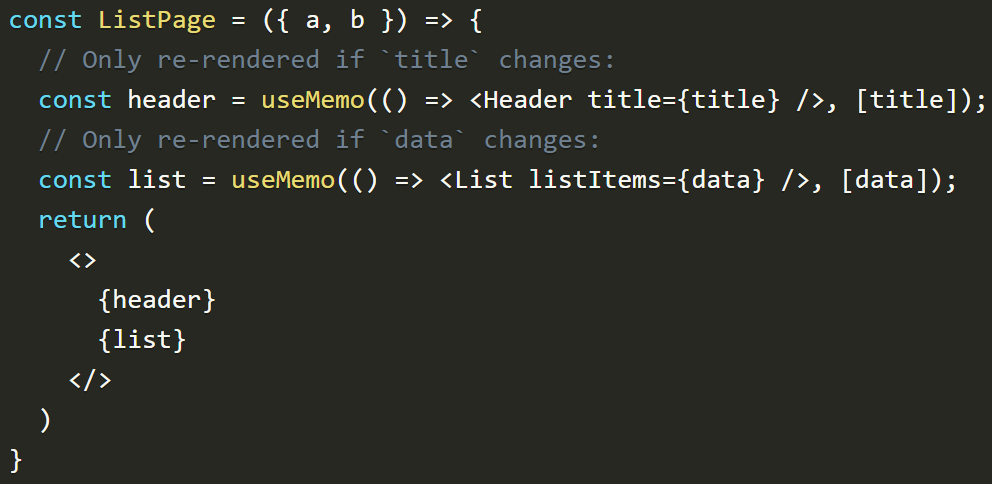 const ListPage = ({ a, b }) => {
  // Only re-rendered if `title` changes:
  const header = useMemo(() => <Header title={title} />, [title]);
  // Only re-rendered if `data` changes:
  const list = useMemo(() => <List listItems={data} />, [data]);
  return (
    <>
      {header}
      {list}
    </>
  )
}